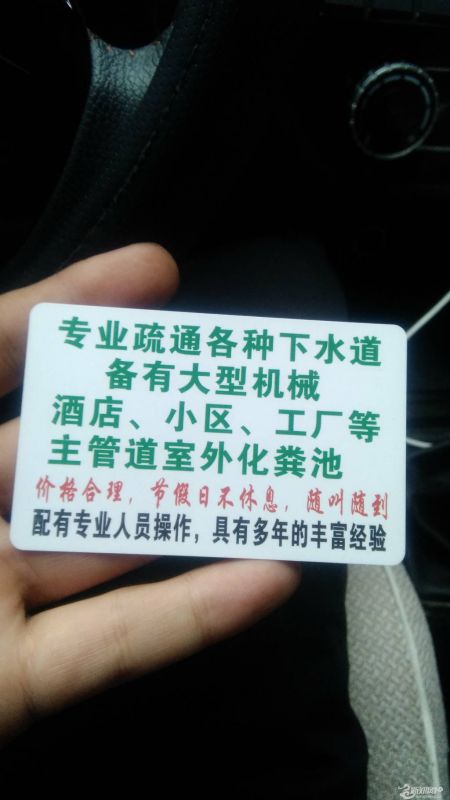 专业疏通各种下水道
备有大型机械
酒店、小区、工厂等
主管道室外化粪池
价格合理，节假日不休息，随叫随到
配有专业人员操作，具有多年的丰富经验